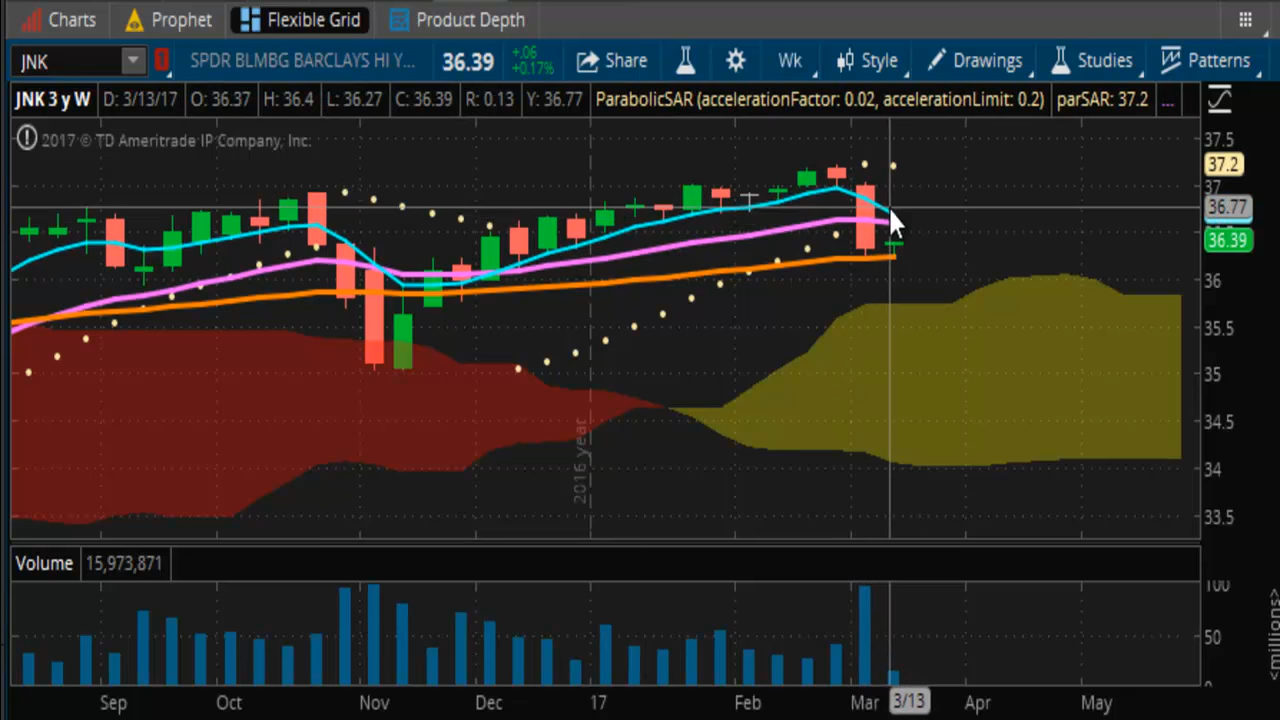 Charts Prophet Flexible Grid Product Depth
JNK SPDR BLMBG BARCLAYS HI Y... 36.39 +.06 +0.17% Share Wk Style Drawings Studies Patterns
JNK 3 y W D: 3/13/17 O: 36.37 H: 36.4 L: 36.27 C: 36.39 R: 0.13 Y: 36.77 ParabolicSAR (accelerationFactor: 0.02, accelerationLimit: 0.2) parSAR: 37.2 ...
2017 © TD Ameritrade IP Company, Inc.
37.5
37.2
37
36.77
36.39
36
35.5
35
34.5
34
33.5
2016 year
Volume 15,973,871
100
50
0
<millions>
Sep Oct Nov Dec 17 Feb Mar 3/13 Apr May